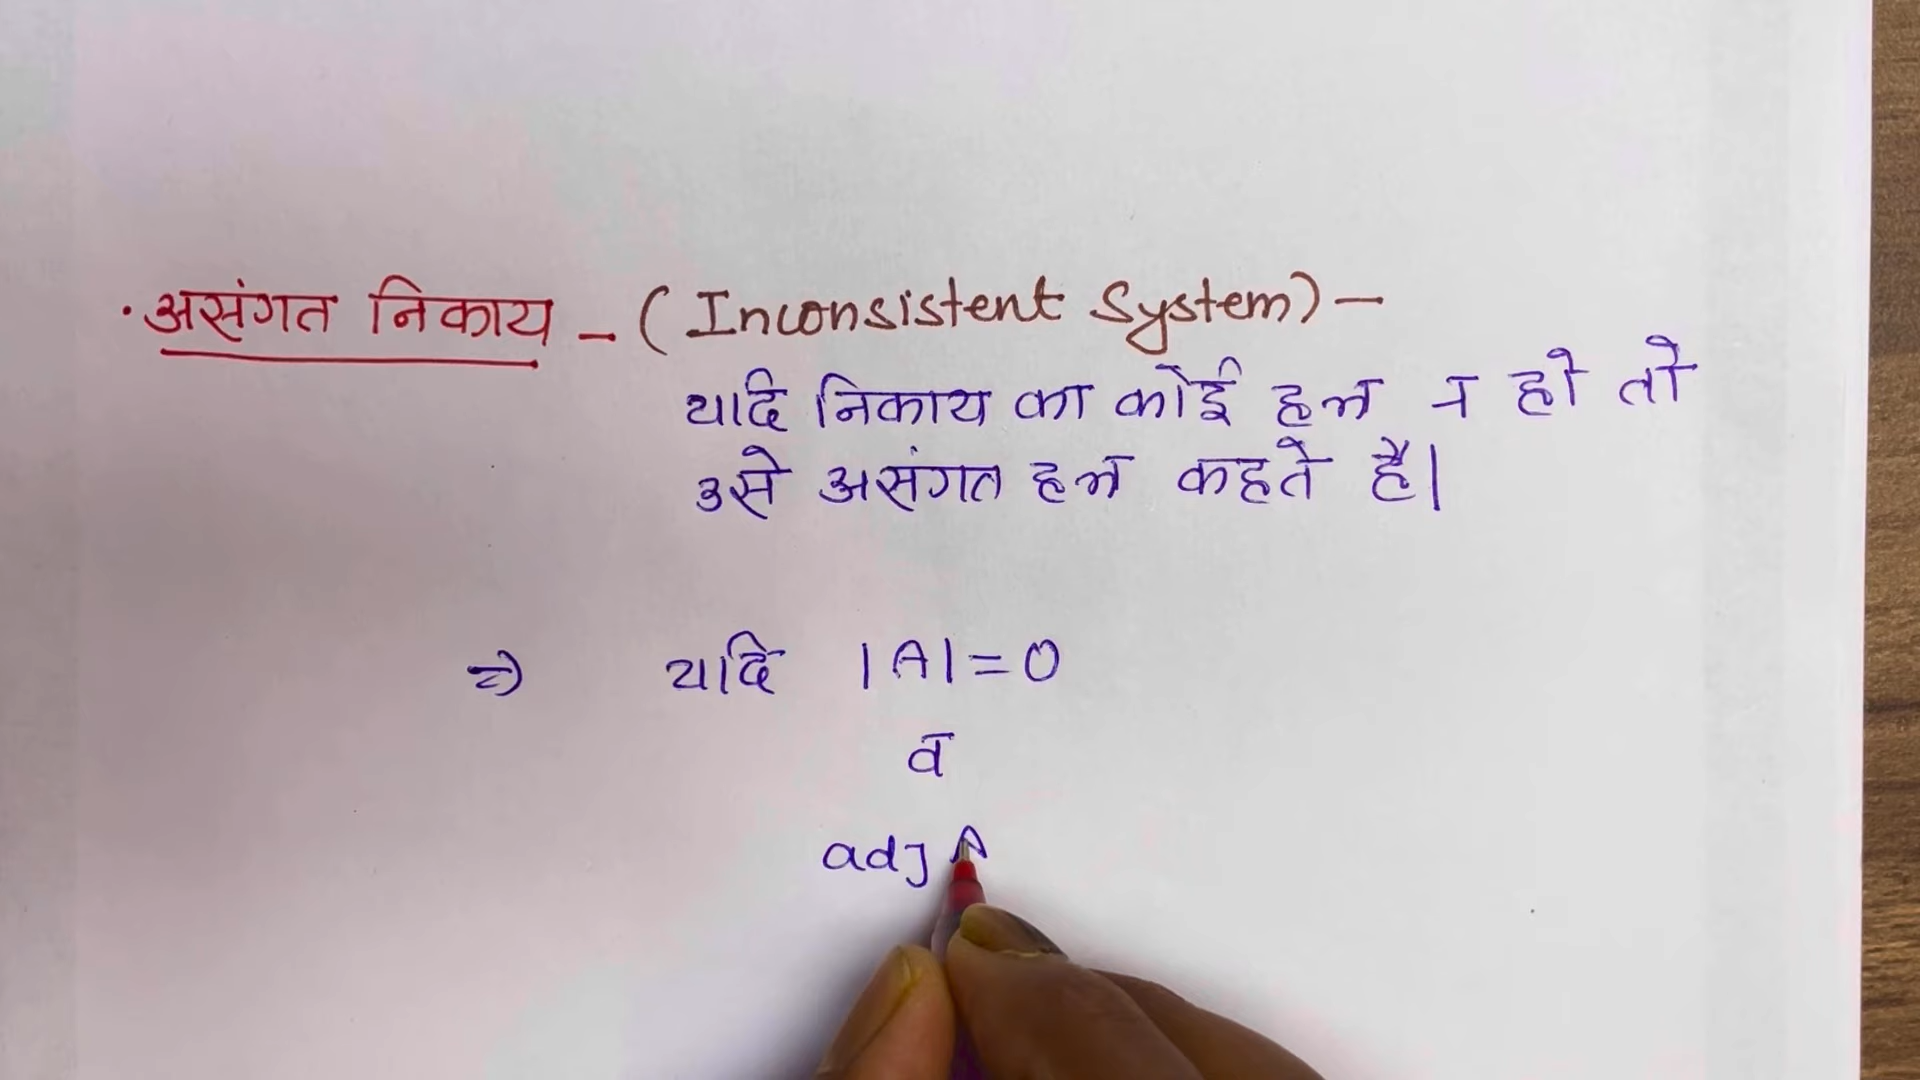 · असंगत निकाय - ( Inconsistent System) -
यदि निकाय का कोई हल न हो तो
उसे असंगत हल कहते है।
⇒ यदि |A| = 0
व
adj A